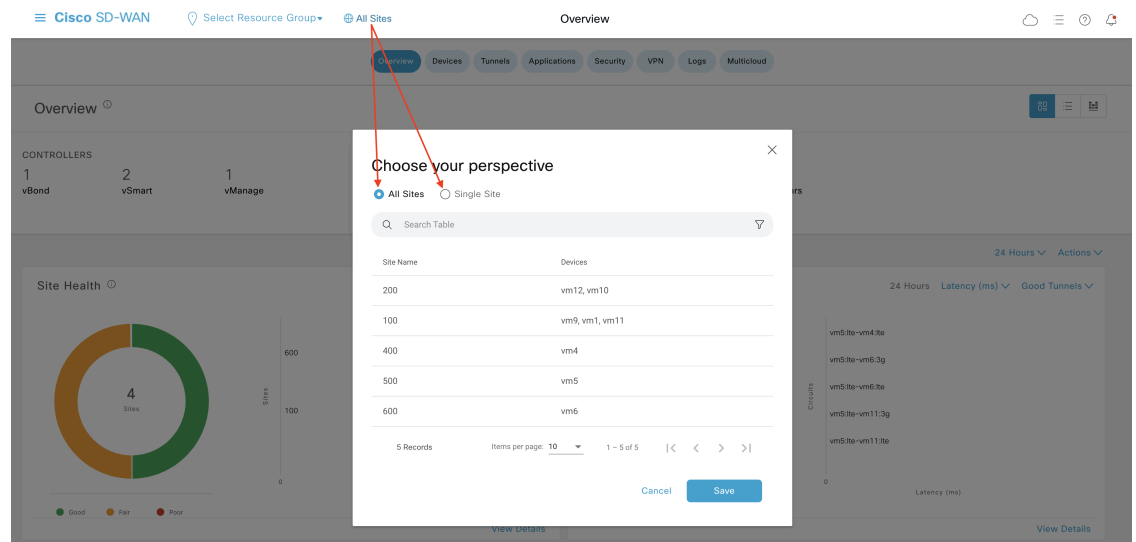 Cisco SD-WAN
Select Resource Group
All Sites
Overview
Overview
Devices
Tunnels
Applications
Security
VPN
Logs
Multicloud
Overview
CONTROLLERS
1
vBond
2
vSmart
1
vManage
Choose your perspective
All Sites
Single Site
Search Table
Site Name Devices
200 vm12, vm10
100 vm9, vm1, vm11
400 vm4
500 vm5
600 vm6
5 Records
Items per page: 10
1 – 5 of 5
Cancel
Save
24 Hours
Actions
Site Health
4
Sites
Sites
600
100
0
Good
Fair
Poor
View Details
24 Hours
Latency (ms)
Good Tunnels
Circuits
vm5:lte-vm4:lte
vm5:lte-vm6:3g
vm5:lte-vm6:lte
vm5:lte-vm11:3g
vm5:lte-vm11:lte
0
Latency (ms)
View Details